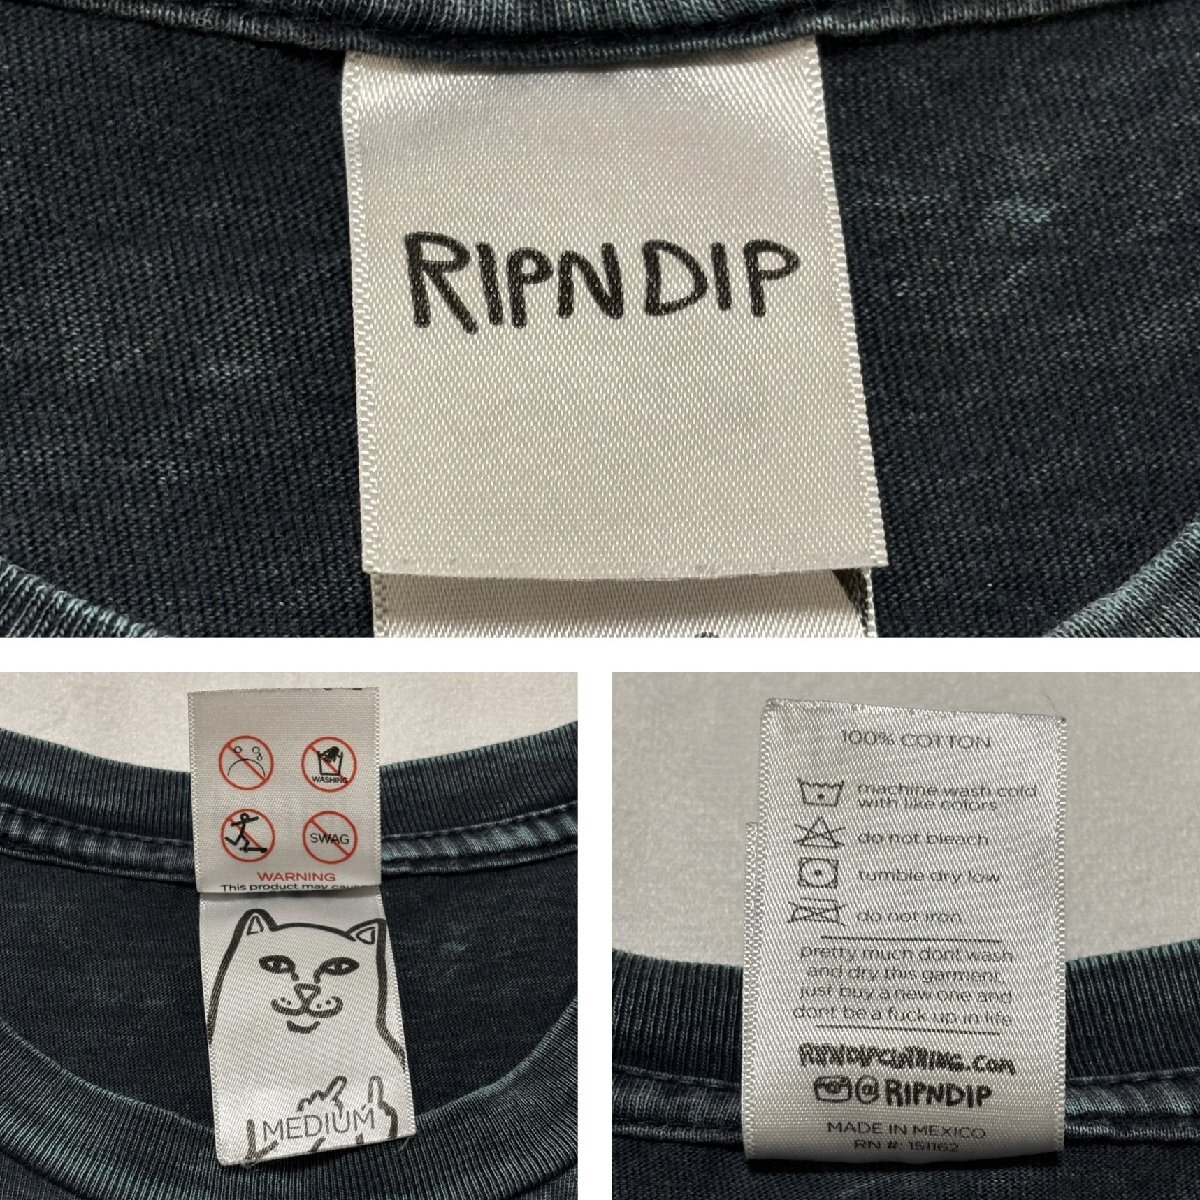 RIPNDIP
WASHING
SWAG
WARNING
This product may
MEDIUM
100% COTTON
machine wash cold
with like colors
do not bleach
tumble dry low
do not iron
pretty much dont wash
and dry this garment,
just buy a new one and
dont be a fuck up in life
RIPNDIPCLOTHING.COM
@RIPNDIP
MADE IN MEXICO
RN #: 151162